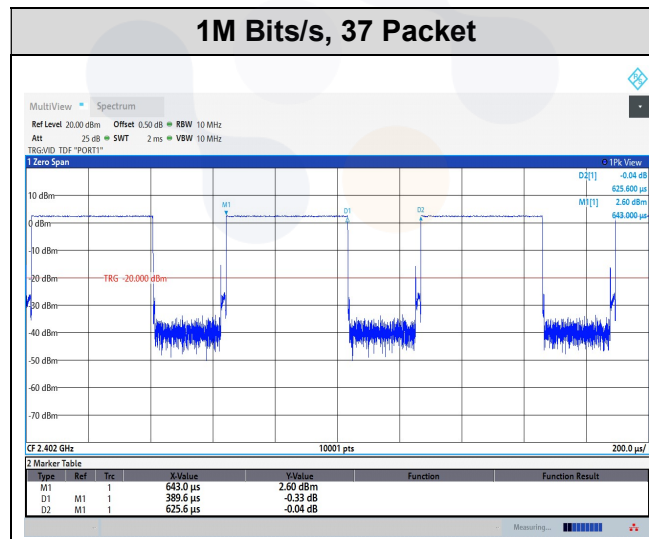 1M Bits/s, 37 Packet
MultiView Spectrum
Ref Level 20.00 dBm Offset 0.50 dB RBW 10 MHz
Att 25 dB SWT 2 ms VBW 10 MHz
TRG:VID TDF "PORT1"
1 Zero Span 1Pk View
D2[1] -0.04 dB
625.600 µs
M1[1] 2.60 dBm
643.000 µs
10 dBm
M1
D1
D2
0 dBm
-10 dBm
-20 dBm
TRG -20.000 dBm
-30 dBm
-40 dBm
-50 dBm
-60 dBm
-70 dBm
CF 2.402 GHz 10001 pts 200.0 µs/
2 Marker Table
Type Ref Trc X-Value Y-Value Function Function Result
M1 1 643.0 µs 2.60 dBm
D1 M1 1 389.6 µs -0.33 dB
D2 M1 1 625.6 µs -0.04 dB
Measuring...